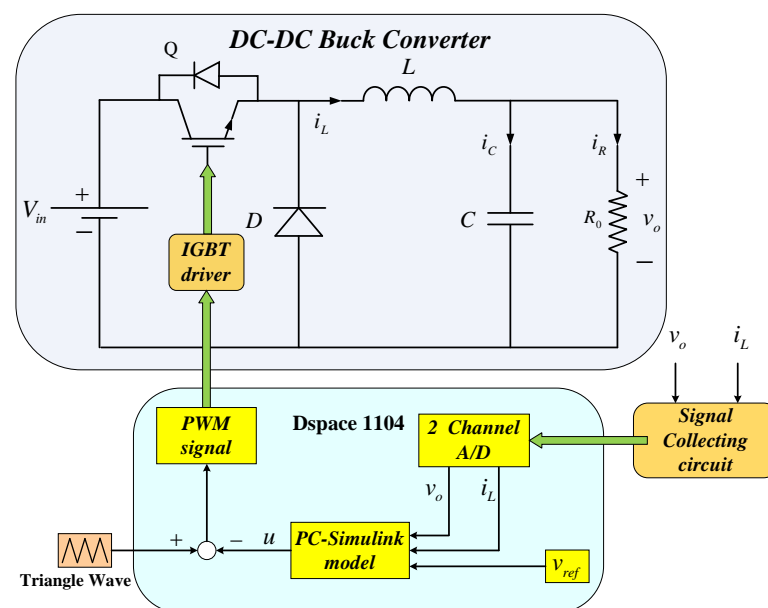 DC-DC Buck Converter
Q
L
i_L
i_C
i_R
+
V_in
−
D
C
R_0
+
v_o
−
IGBT
driver
v_o
i_L
PWM
signal
Dspace 1104
2 Channel
A/D
Signal
Collecting
circuit
v_o
i_L
+
−
u
PC-Simulink
model
v_ref
Triangle Wave